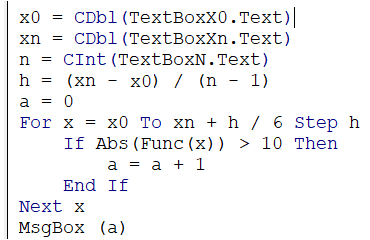 x0 = CDbl(TextBoxX0.Text)
xn = CDbl(TextBoxXn.Text)
n = CInt(TextBoxN.Text)
h = (xn - x0) / (n - 1)
a = 0
For x = x0 To xn + h / 6 Step h
    If Abs(Func(x)) > 10 Then
        a = a + 1
    End If
Next x
MsgBox (a)